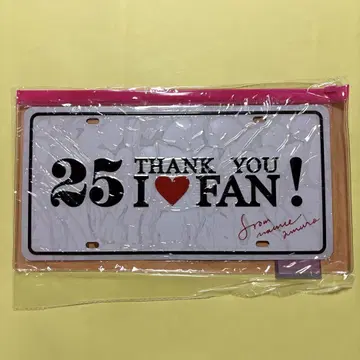 25 THANK YOU
I ♥ FAN!
from
namie
amuro